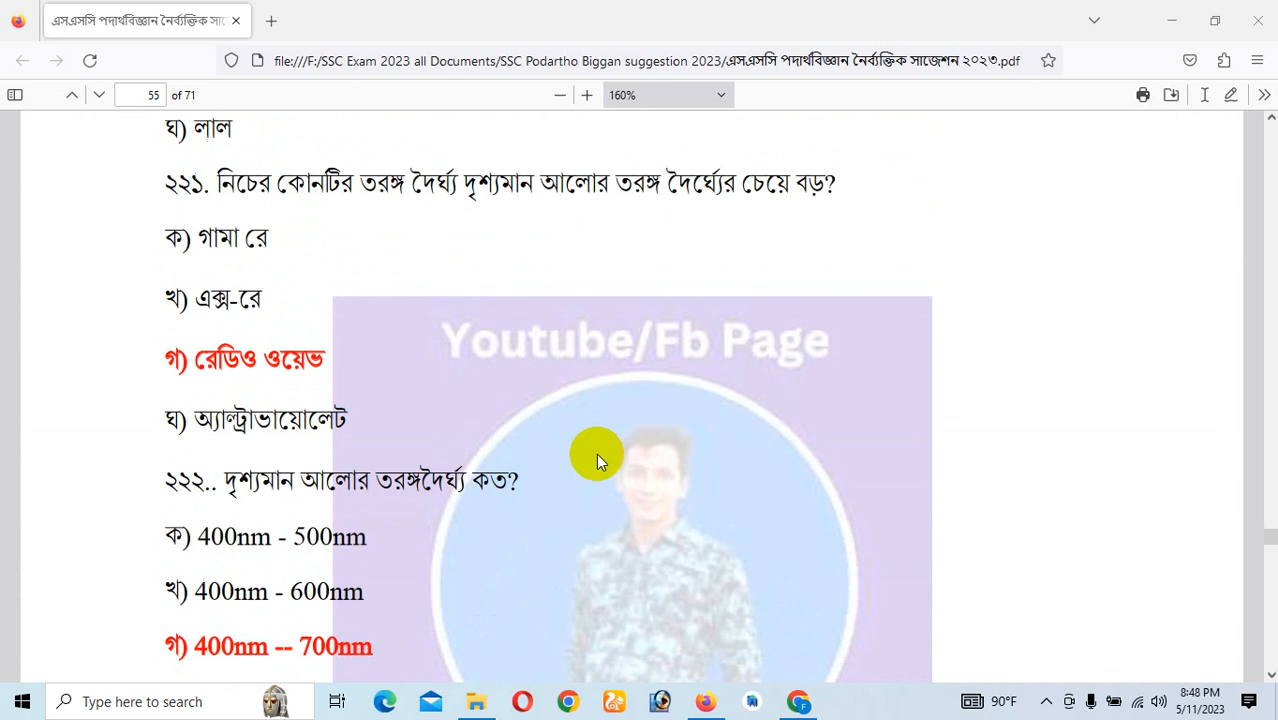 এসএসসি পদার্থবিজ্ঞান নৈর্ব্যক্তিক সাজে
file:///F:/SSC Exam 2023 all Documents/SSC Podartho Biggan suggestion 2023/এসএসসি পদার্থবিজ্ঞান নৈর্ব্যক্তিক সাজেশন ২০২৩.pdf
55 of 71
160%
ঘ) লাল
২২১. নিচের কোনটির তরঙ্গ দৈর্ঘ্য দৃশ্যমান আলোর তরঙ্গ দৈর্ঘ্যের চেয়ে বড়?
ক) গামা রে
খ) এক্স-রে
Youtube/Fb Page
গ) রেডিও ওয়েভ
ঘ) অ্যাল্ট্রাভায়োলেট
২২২.. দৃশ্যমান আলোর তরঙ্গদৈর্ঘ্য কত?
ক) 400nm - 500nm
খ) 400nm - 600nm
গ) 400nm -- 700nm
Type here to search
90°F
8:48 PM
5/11/2023